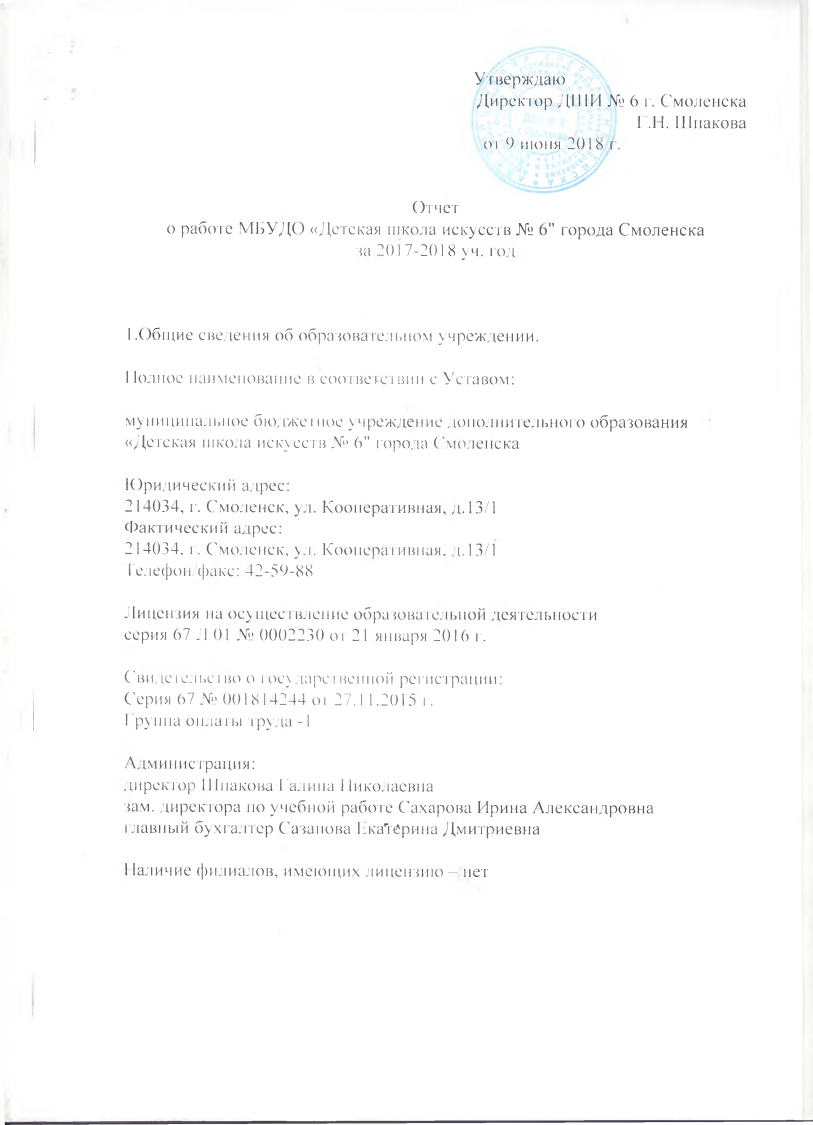 Утверждаю
Директор ДШИ № 6 г. Смоленска
Г.Н. Шпакова
от 9 июня 2018 г.
Отчет
о работе МБУДО «Детская школа искусств № 6" города Смоленска
за 2017-2018 уч. год
1.Общие сведения об образовательном учреждении.
Полное наименование в соответствии с Уставом:
муниципальное бюджетное учреждение дополнительного образования
«Детская школа искусств № 6" города Смоленска
Юридический адрес:
214034, г. Смоленск, ул. Кооперативная, д.13/1
Фактический адрес:
214034, г. Смоленск, ул. Кооперативная, д.13/1
Телефон/факс: 42-59-88
Лицензия на осуществление образовательной деятельности
серия 67 Л 01 № 0002230 от 21 января 2016 г.
Свидетельство о государственной регистрации:
Серия 67 № 001814244 от 27.11.2015 г.
Группа оплаты труда -1
Администрация:
директор Шпакова Галина Николаевна
зам. директора по учебной работе Сахарова Ирина Александровна
главный бухгалтер Сазанова Екатерина Дмитриевна
Наличие филиалов, имеющих лицензию – нет